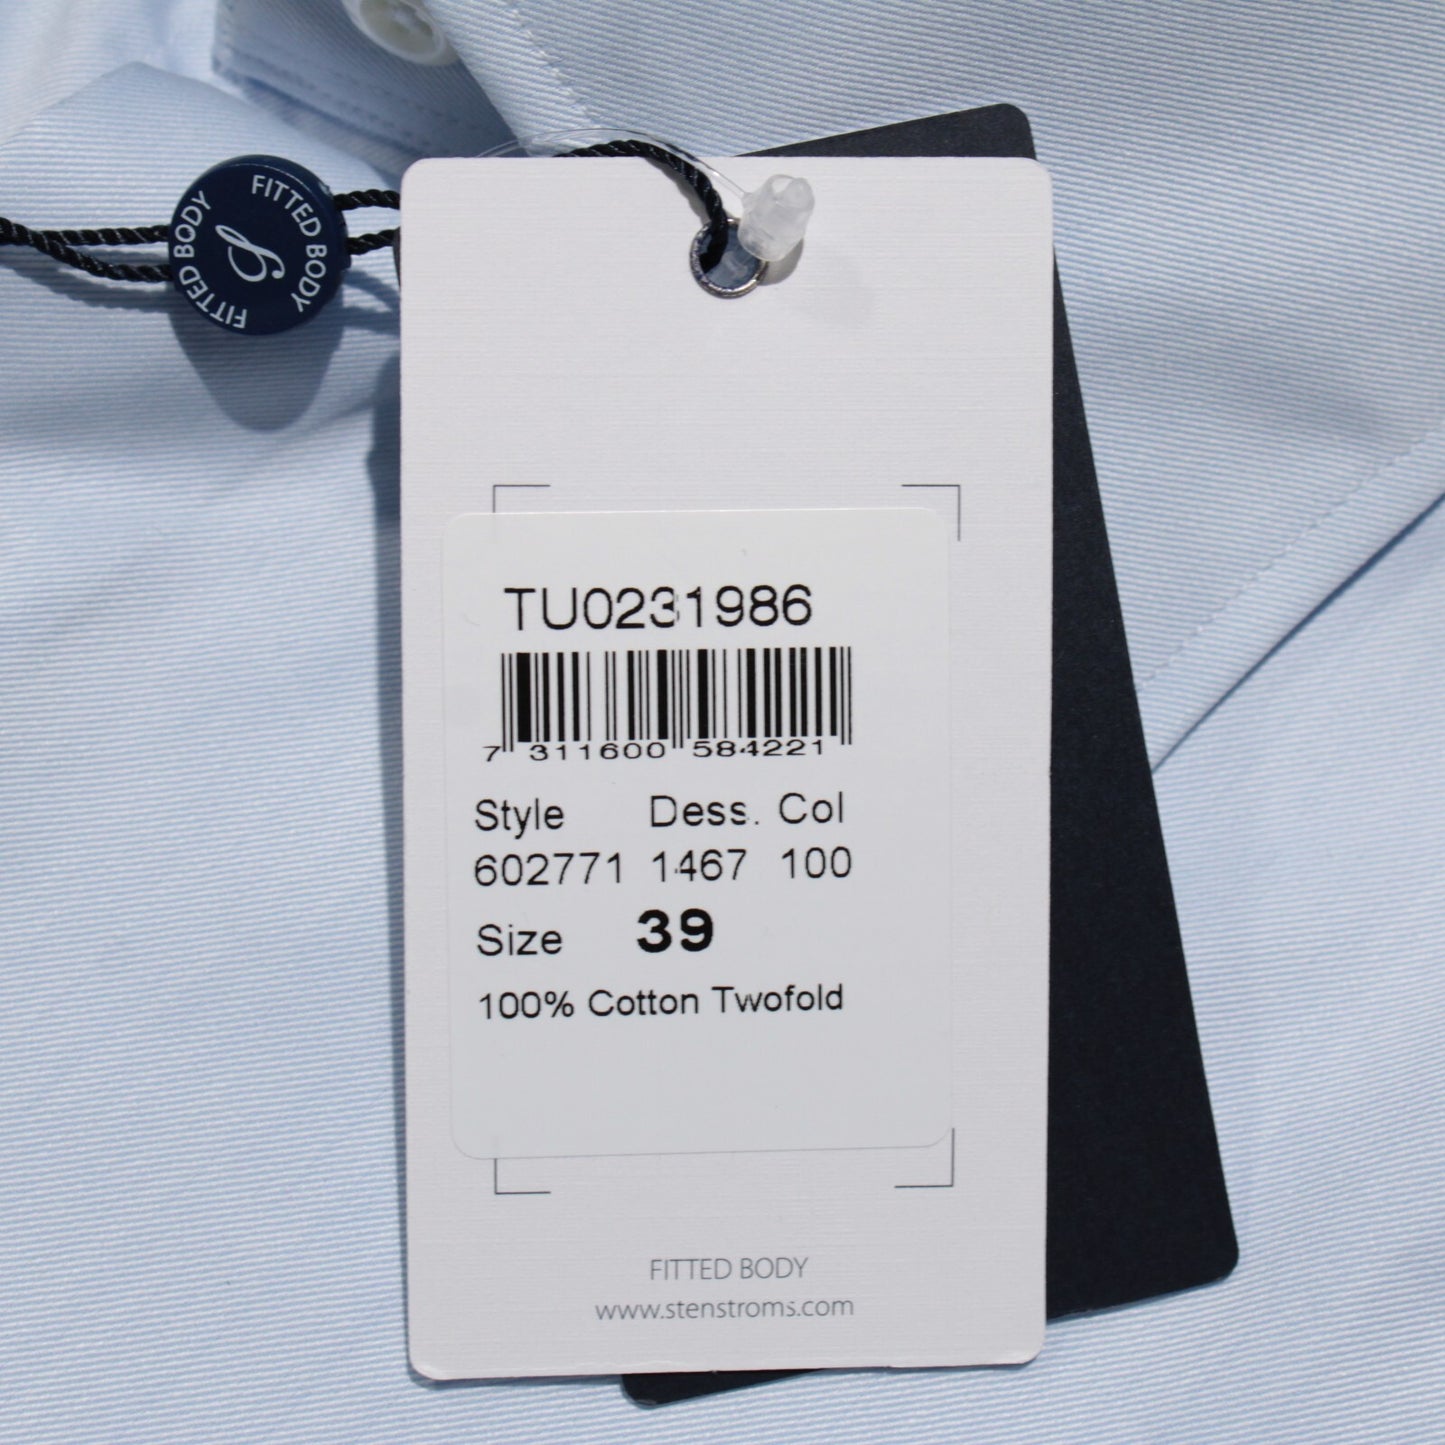 FITTED BODY
FITTED BODY
TU0231986
7 311600 584221
Style Dess. Col
602771 1467 100
Size 39
100% Cotton Twofold
FITTED BODY
www.stenstroms.com